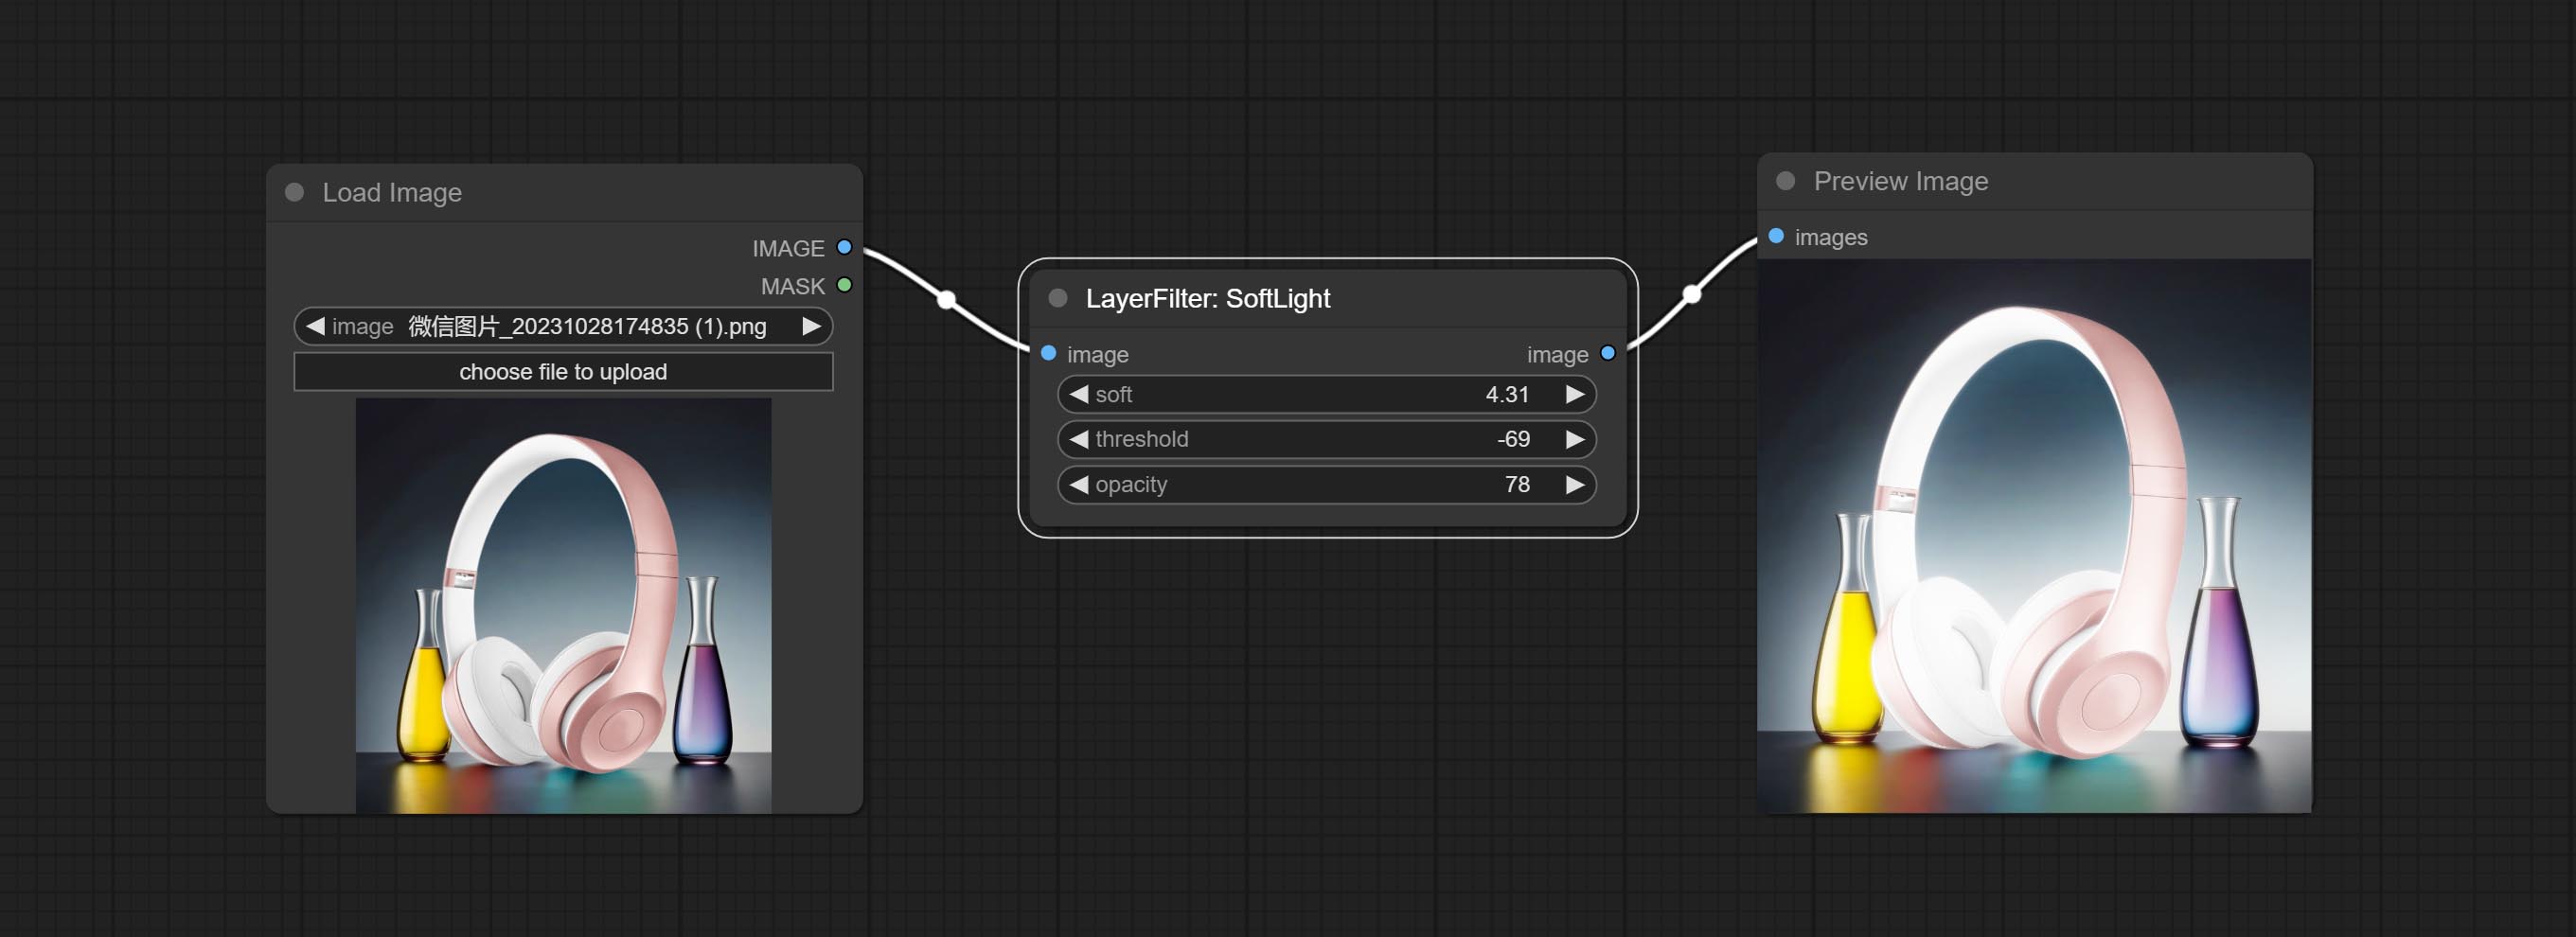 Load Image
IMAGE
MASK
image 微信图片_20231028174835 (1).png
choose file to upload
LayerFilter: SoftLight
image image
soft 4.31
threshold -69
opacity 78
Preview Image
images